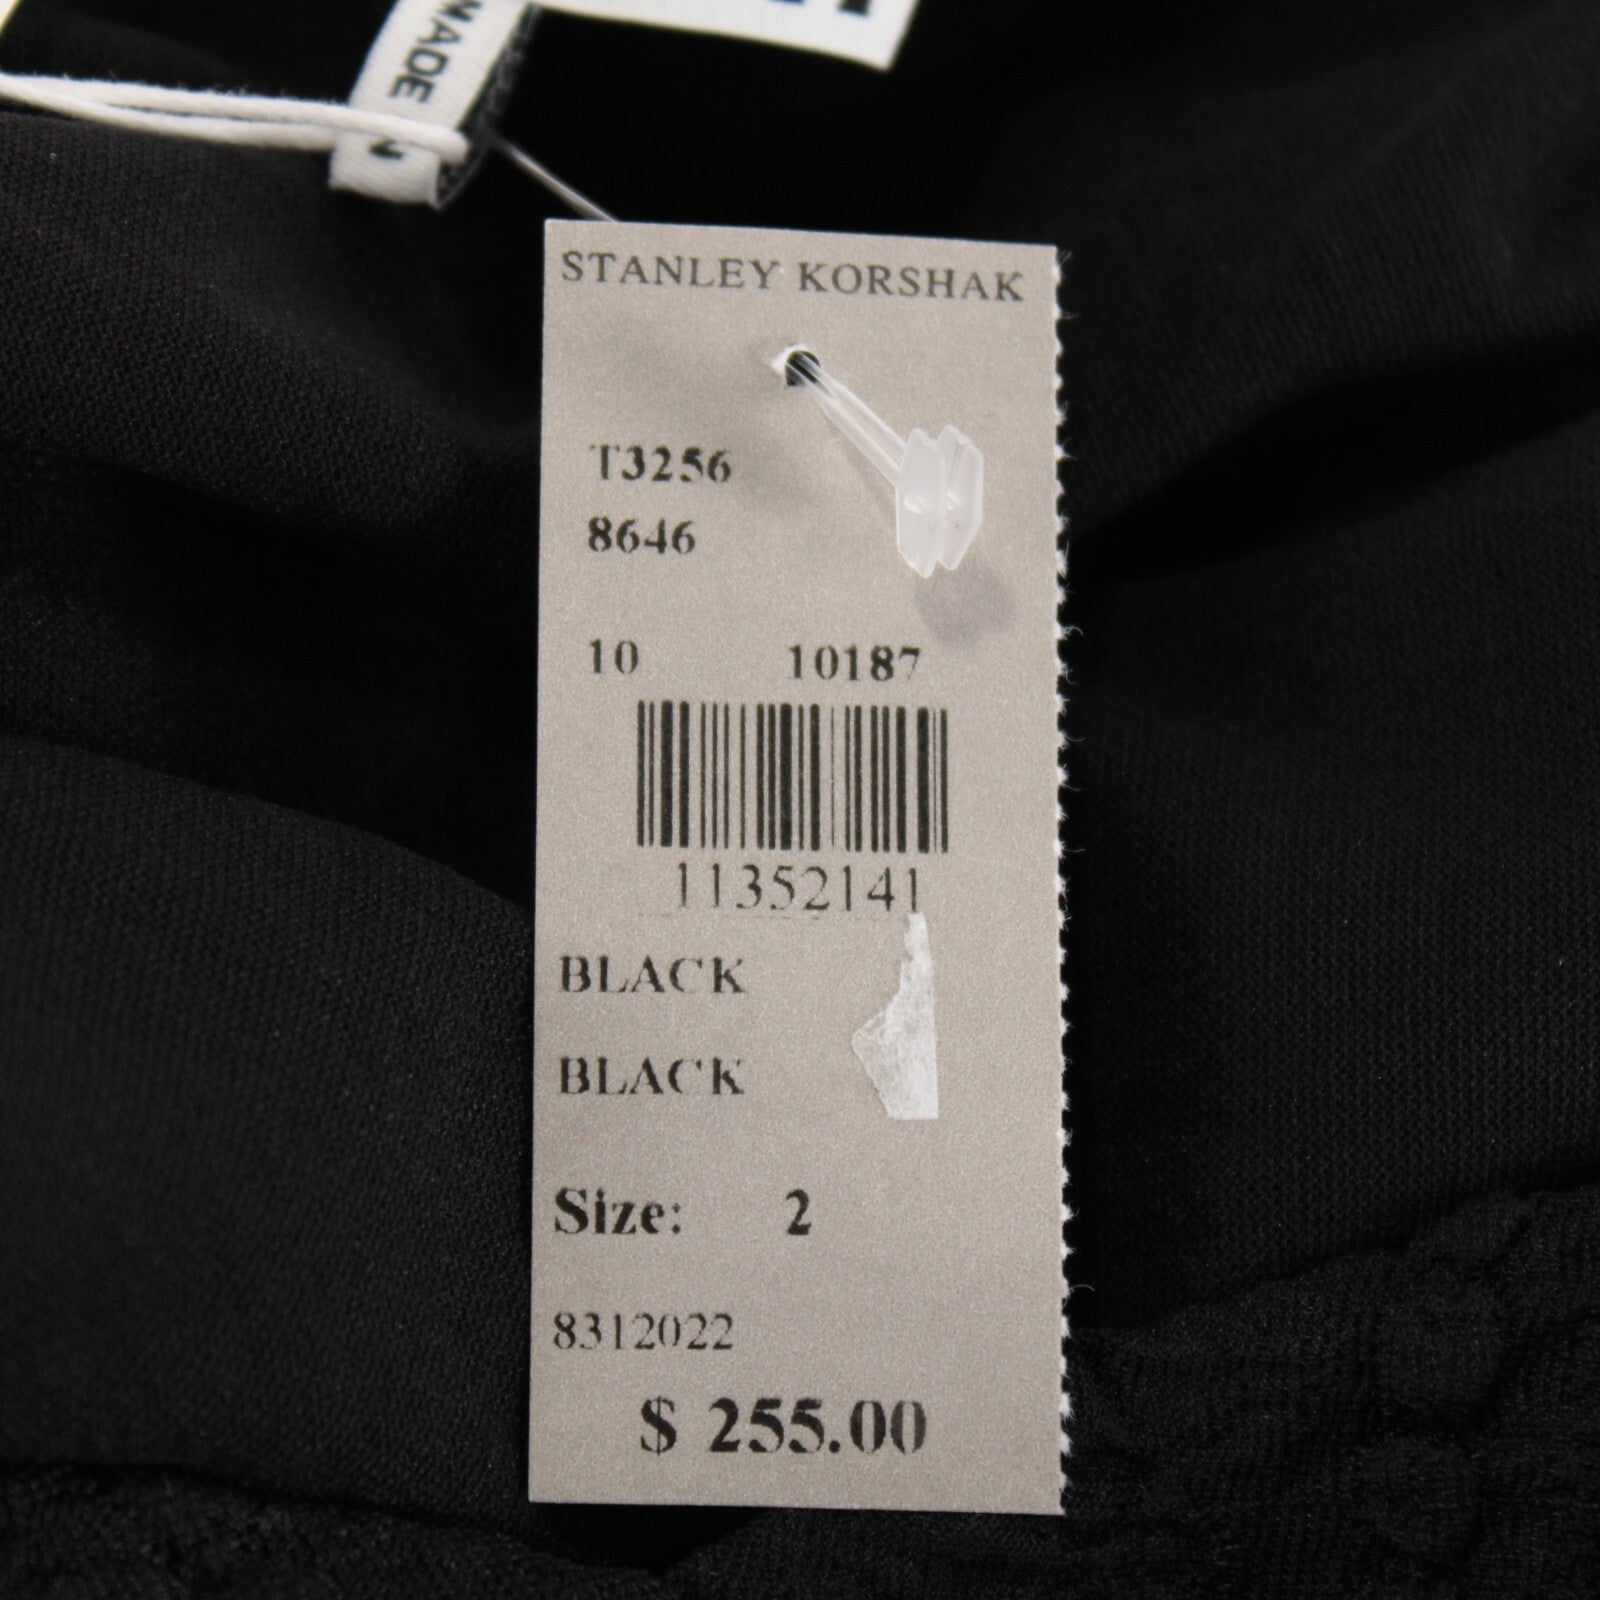 MADE
STANLEY KORSHAK
T3256
8646
10 10187
11352141
BLACK
BLACK
Size: 2
8312022
$ 255.00